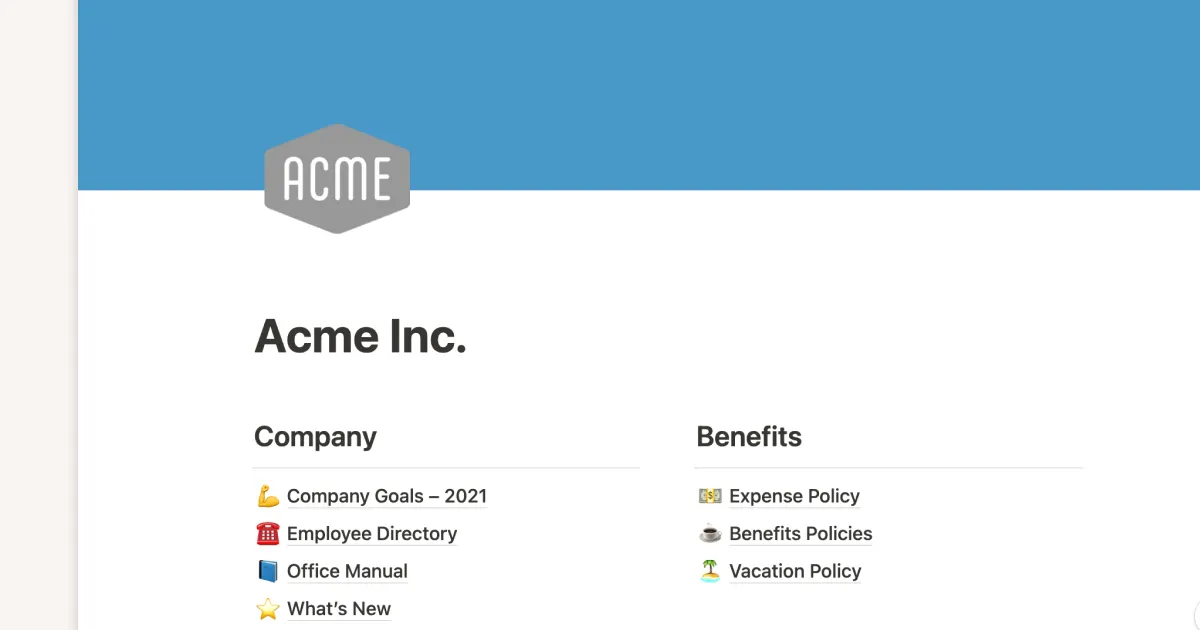 ACME
Acme Inc.
Company
Company Goals – 2021
Employee Directory
Office Manual
What’s New
Benefits
Expense Policy
Benefits Policies
Vacation Policy